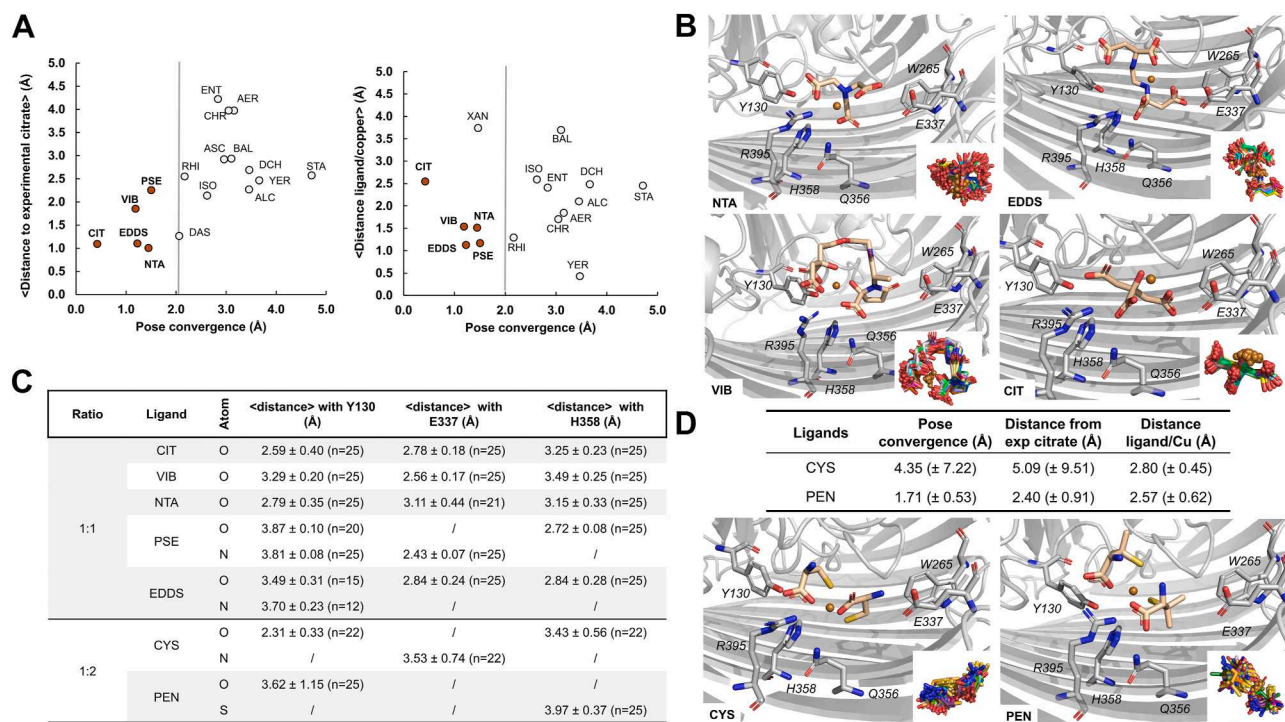 A
<Distance to experimental citrate> (Å)
5.0
4.5
4.0
3.5
3.0
2.5
2.0
1.5
1.0
0.5
0.0
ENT
AER
CHR
ASC BAL
RHI
DCH
STA
PSE
ISO
YER
VIB
ALC
DAS
CIT
EDDS
NTA
0.0 1.0 2.0 3.0 4.0 5.0
Pose convergence (Å)
<Distance ligand/copper> (Å)
5.0
4.5
4.0
3.5
3.0
2.5
2.0
1.5
1.0
0.5
0.0
XAN
BAL
CIT
ISO
ENT
DCH
STA
ALC
VIB
NTA
AER
CHR
EDDS
PSE
RHI
YER
0.0 1.0 2.0 3.0 4.0 5.0
Pose convergence (Å)
B
W265
Y130
E337
R395
H358
Q356
NTA
W265
Y130
E337
R395
H358
Q356
EDDS
W265
Y130
E337
R395
Q356
H358
VIB
W265
Y130
E337
R395
H358
Q356
CIT
C
Ratio Ligand Atom <distance> with Y130 (Å) <distance> with E337 (Å) <distance> with H358 (Å)
1:1
CIT O 2.59 ± 0.40 (n=25) 2.78 ± 0.18 (n=25) 3.25 ± 0.23 (n=25)
VIB O 3.29 ± 0.20 (n=25) 2.56 ± 0.17 (n=25) 3.49 ± 0.25 (n=25)
NTA O 2.79 ± 0.35 (n=25) 3.11 ± 0.44 (n=21) 3.15 ± 0.33 (n=25)
PSE
O 3.87 ± 0.10 (n=20) / 2.72 ± 0.08 (n=25)
N 3.81 ± 0.08 (n=25) 2.43 ± 0.07 (n=25) /
EDDS
O 3.49 ± 0.31 (n=15) 2.84 ± 0.24 (n=25) 2.84 ± 0.28 (n=25)
N 3.70 ± 0.23 (n=12) / /
1:2
CYS
O 2.31 ± 0.33 (n=22) / 3.43 ± 0.56 (n=22)
N / 3.53 ± 0.74 (n=22) /
PEN
O 3.62 ± 1.15 (n=25) / /
S / / 3.97 ± 0.37 (n=25)
D
Ligands Pose convergence (Å) Distance from exp citrate (Å) Distance ligand/Cu (Å)
CYS 4.35 (± 7.22) 5.09 (± 9.51) 2.80 (± 0.45)
PEN 1.71 (± 0.53) 2.40 (± 0.91) 2.57 (± 0.62)
W265
Y130
E337
R395
H358
Q356
CYS
W265
Y130
E337
R395
H358
Q356
PEN